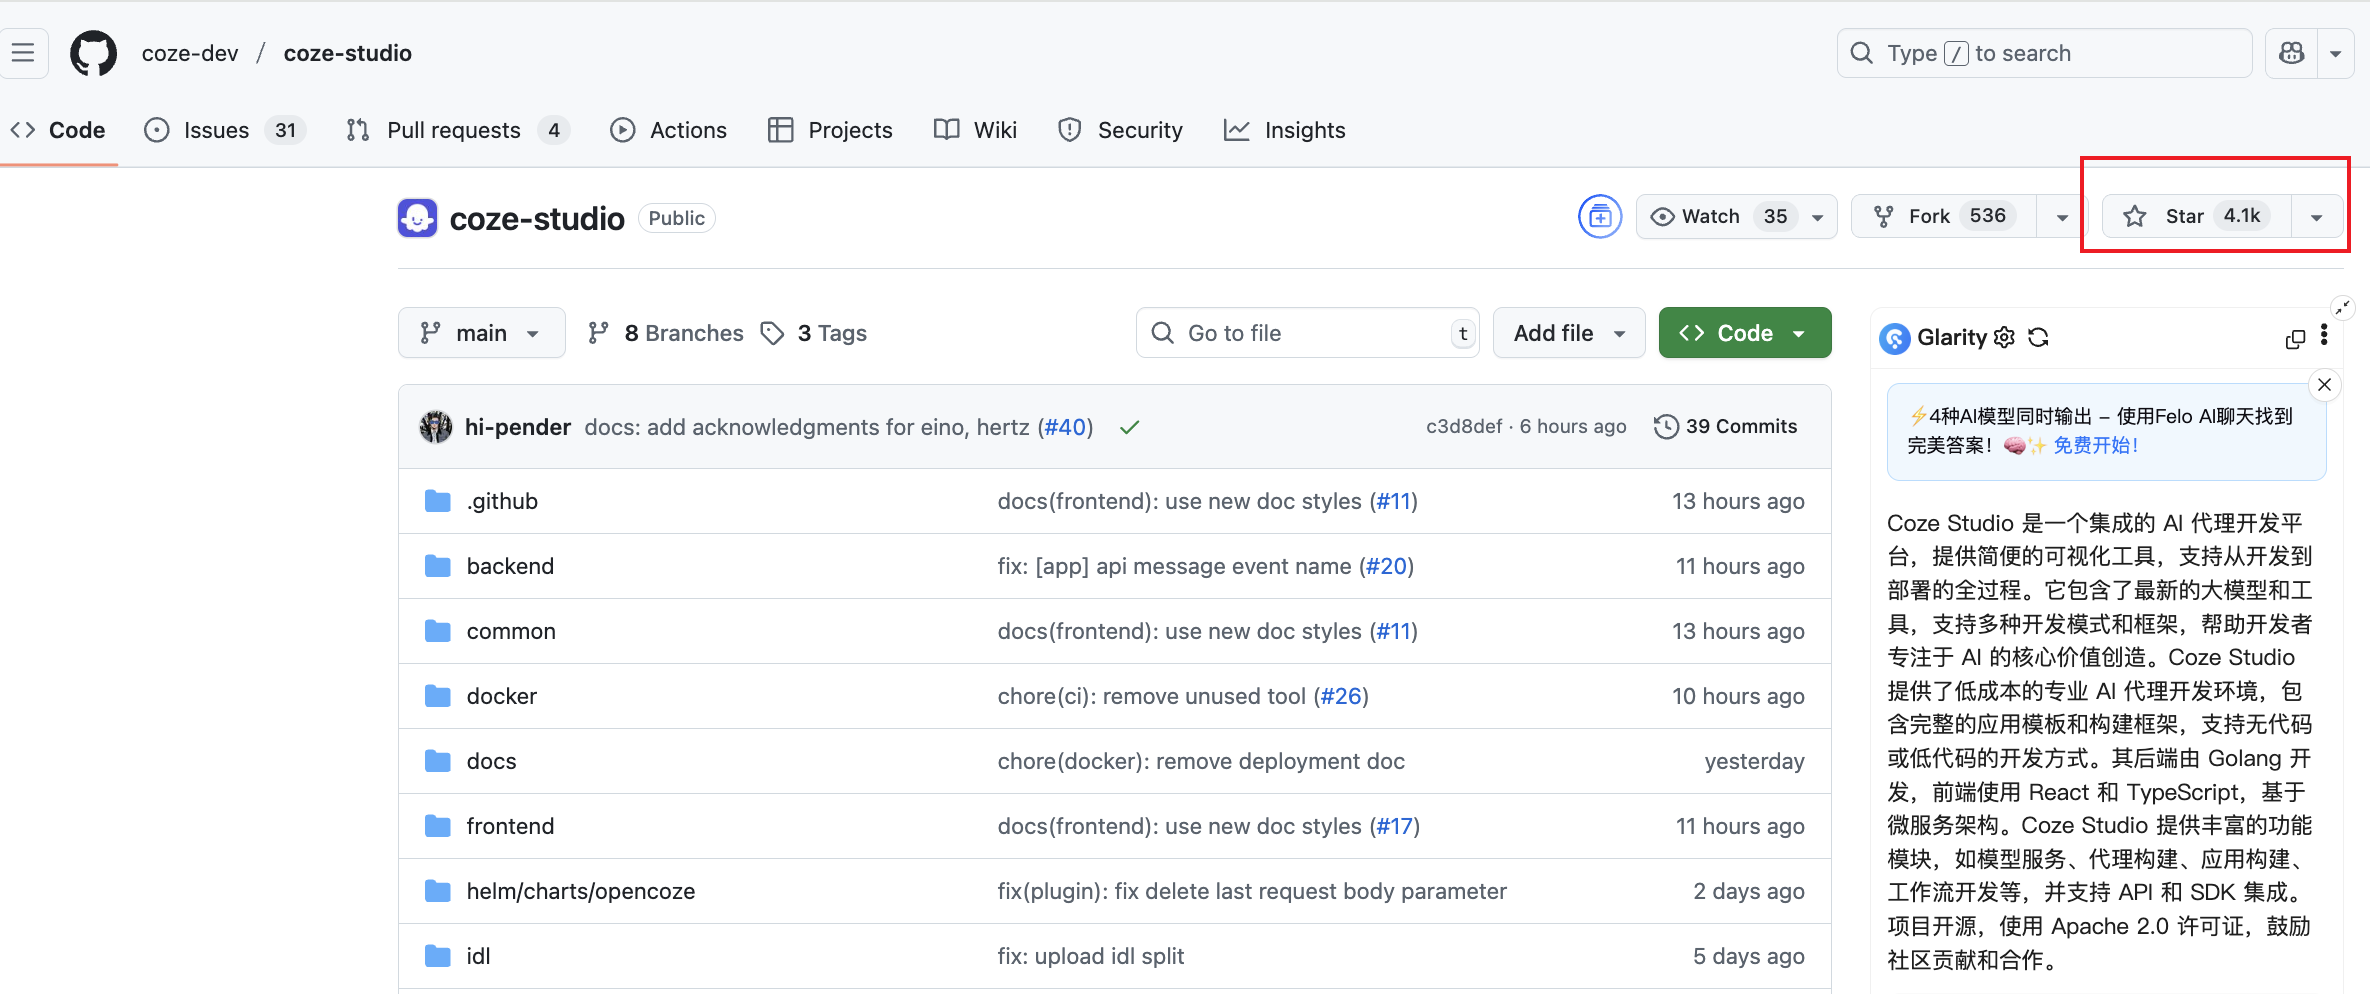 coze-dev / coze-studio
Type / to search
Code
Issues 31
Pull requests 4
Actions
Projects
Wiki
Security
Insights
coze-studio Public
Watch 35
Fork 536
Star 4.1k
main
8 Branches
3 Tags
Go to file t
Add file
Code
hi-pender docs: add acknowledgments for eino, hertz (#40) c3d8def · 6 hours ago 39 Commits
.github docs(frontend): use new doc styles (#11) 13 hours ago
backend fix: [app] api message event name (#20) 11 hours ago
common docs(frontend): use new doc styles (#11) 13 hours ago
docker chore(ci): remove unused tool (#26) 10 hours ago
docs chore(docker): remove deployment doc yesterday
frontend docs(frontend): use new doc styles (#17) 11 hours ago
helm/charts/opencoze fix(plugin): fix delete last request body parameter 2 days ago
idl fix: upload idl split 5 days ago
Glarity
⚡4种AI模型同时输出 – 使用Felo AI聊天找到
完美答案！🧠✨ 免费开始！
Coze Studio 是一个集成的 AI 代理开发平
台，提供简便的可视化工具，支持从开发到
部署的全过程。它包含了最新的大模型和工
具，支持多种开发模式和框架，帮助开发者
专注于 AI 的核心价值创造。Coze Studio
提供了低成本的专业 AI 代理开发环境，包
含完整的应用模板和构建框架，支持无代码
或低代码的开发方式。其后端由 Golang 开
发，前端使用 React 和 TypeScript，基于
微服务架构。Coze Studio 提供丰富的功能
模块，如模型服务、代理构建、应用构建、
工作流开发等，并支持 API 和 SDK 集成。
项目开源，使用 Apache 2.0 许可证，鼓励
社区贡献和合作。